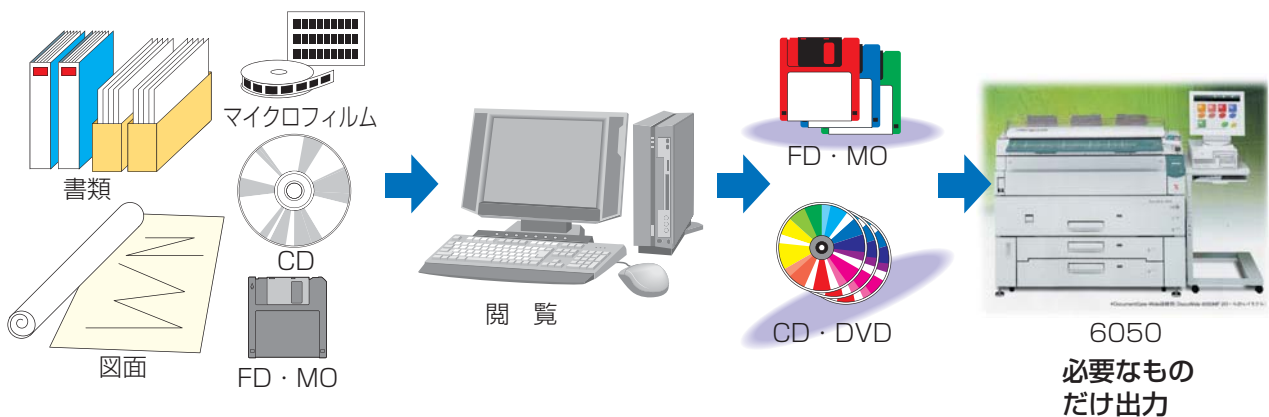 マイクロフィルム
書類
CD
図面
FD・MO
閲 覧
FD・MO
CD・DVD
6050
必要なもの
だけ出力